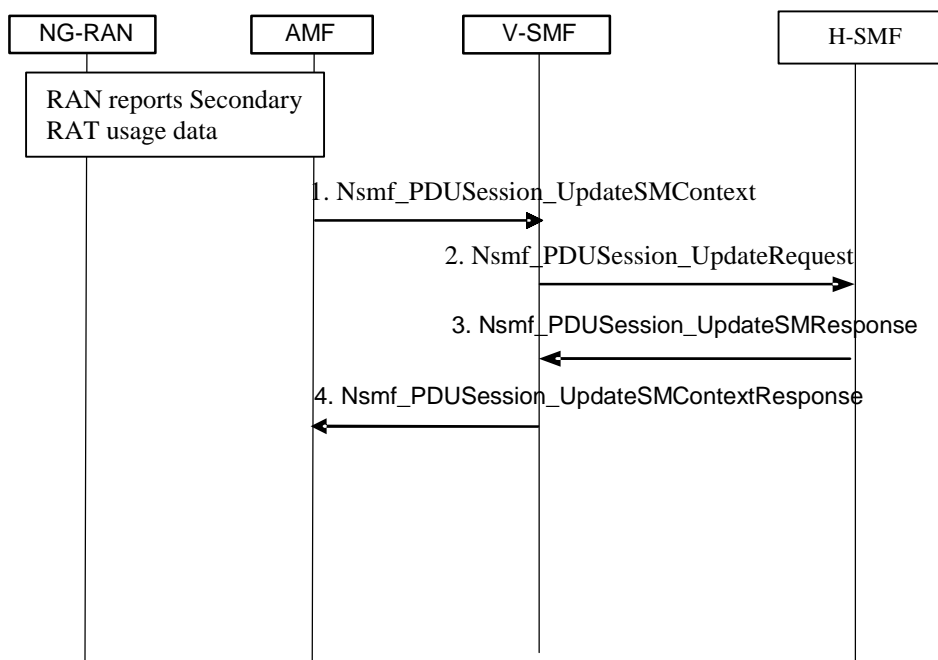 NG-RAN
AMF
V-SMF
H-SMF
RAN reports Secondary
RAT usage data
1. Nsmf_PDUSession_UpdateSMContext
2. Nsmf_PDUSession_UpdateRequest
3. Nsmf_PDUSession_UpdateSMResponse
4. Nsmf_PDUSession_UpdateSMContextResponse